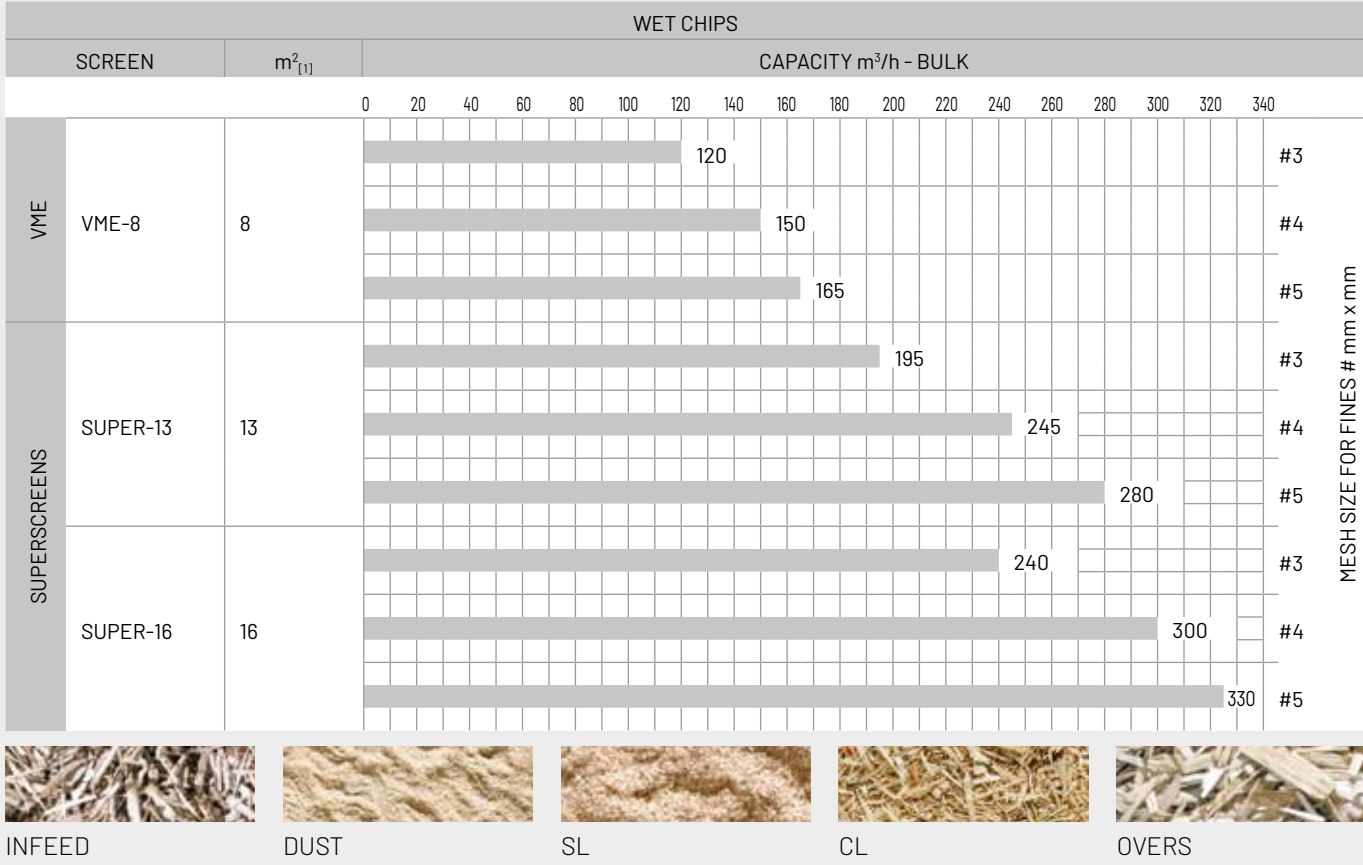 WET CHIPS
SCREEN m²[1] CAPACITY m³/h - BULK
0 20 40 60 80 100 120 140 160 180 200 220 240 260 280 300 320 340
VME
VME-8 8
120 #3
150 #4
165 #5
SUPERSCREENS
SUPER-13 13
195 #3
245 #4
280 #5
SUPER-16 16
240 #3
300 #4
330 #5
MESH SIZE FOR FINES # mm x mm
INFEED DUST SL CL OVERS